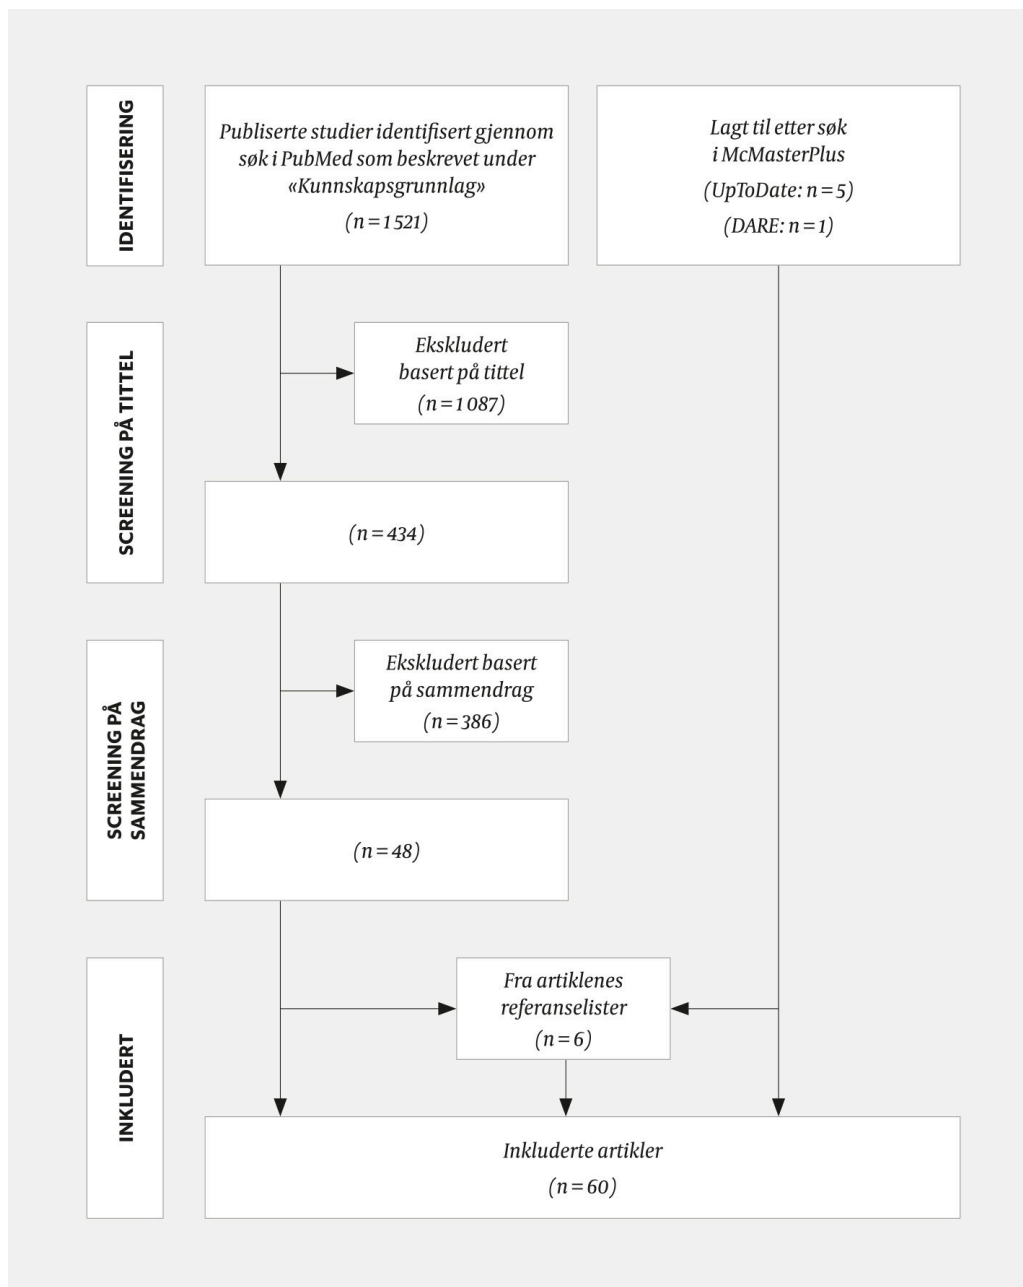 IDENTIFISERING
Publiserte studier identifisert gjennom
søk i PubMed som beskrevet under
«Kunnskapsgrunnlag»
(n = 1 521)
Lagt til etter søk
i McMasterPlus
(UpToDate: n = 5)
(DARE: n = 1)
SCREENING PÅ TITTEL
Ekskludert
basert på tittel
(n = 1 087)
(n = 434)
SCREENING PÅ
SAMMENDRAG
Ekskludert basert
på sammendrag
(n = 386)
(n = 48)
INKLUDERT
Fra artiklenes
referanselister
(n = 6)
Inkluderte artikler
(n = 60)